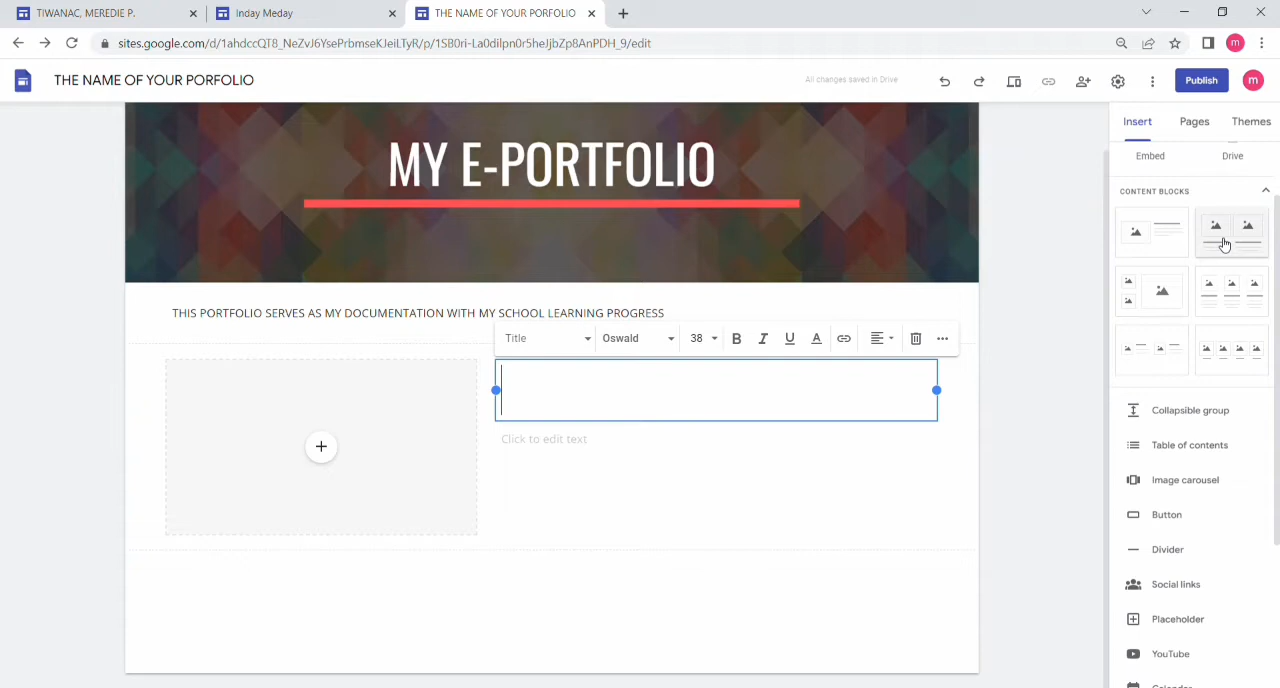 TIWANAC, MEREDIE P.
Inday Meday
THE NAME OF YOUR PORFOLIO
sites.google.com/d/1ahdccQT8_NeZvJ6YsePrbmseKJeiLTyR/p/1SB0ri-La0dilpn0r5heJjbZp8AnPDH_9/edit
m
THE NAME OF YOUR PORFOLIO
All changes saved in Drive
Publish
m
Insert
Pages
Themes
Embed
Drive
MY E-PORTFOLIO
CONTENT BLOCKS
THIS PORTFOLIO SERVES AS MY DOCUMENTATION WITH MY SCHOOL LEARNING PROGRESS
Title
Oswald
38
B
I
U
A
Click to edit text
Collapsible group
Table of contents
Image carousel
Button
Divider
Social links
Placeholder
YouTube
Calendar